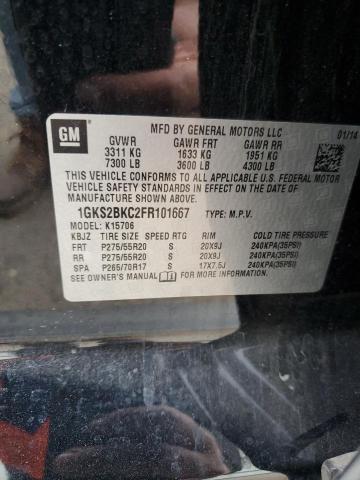 GM
MFD BY GENERAL MOTORS LLC 01/14
GVWR GAWR FRT GAWR RR
3311 KG 1633 KG 1951 KG
7300 LB 3600 LB 4300 LB
THIS VEHICLE CONFORMS TO ALL APPLICABLE U.S. FEDERAL MOTOR
VEHICLE SAFETY STANDARDS IN EFFECT ON THE DATE OF
MANUFACTURE SHOWN ABOVE.
1GKS2BKC2FR101667 TYPE: M.P.V.
MODEL: K15706
KBJZ TIRE SIZE SPEED RTG RIM COLD TIRE PRESSURE
FRT P275/55R20 S 20X9J 240KPA(35PSI)
RR P275/55R20 S 20X9J 240KPA(35PSI)
SPA P265/70R17 S 17X7.5J 240KPA(35PSI)
SEE OWNER'S MANUAL FOR MORE INFORMATION